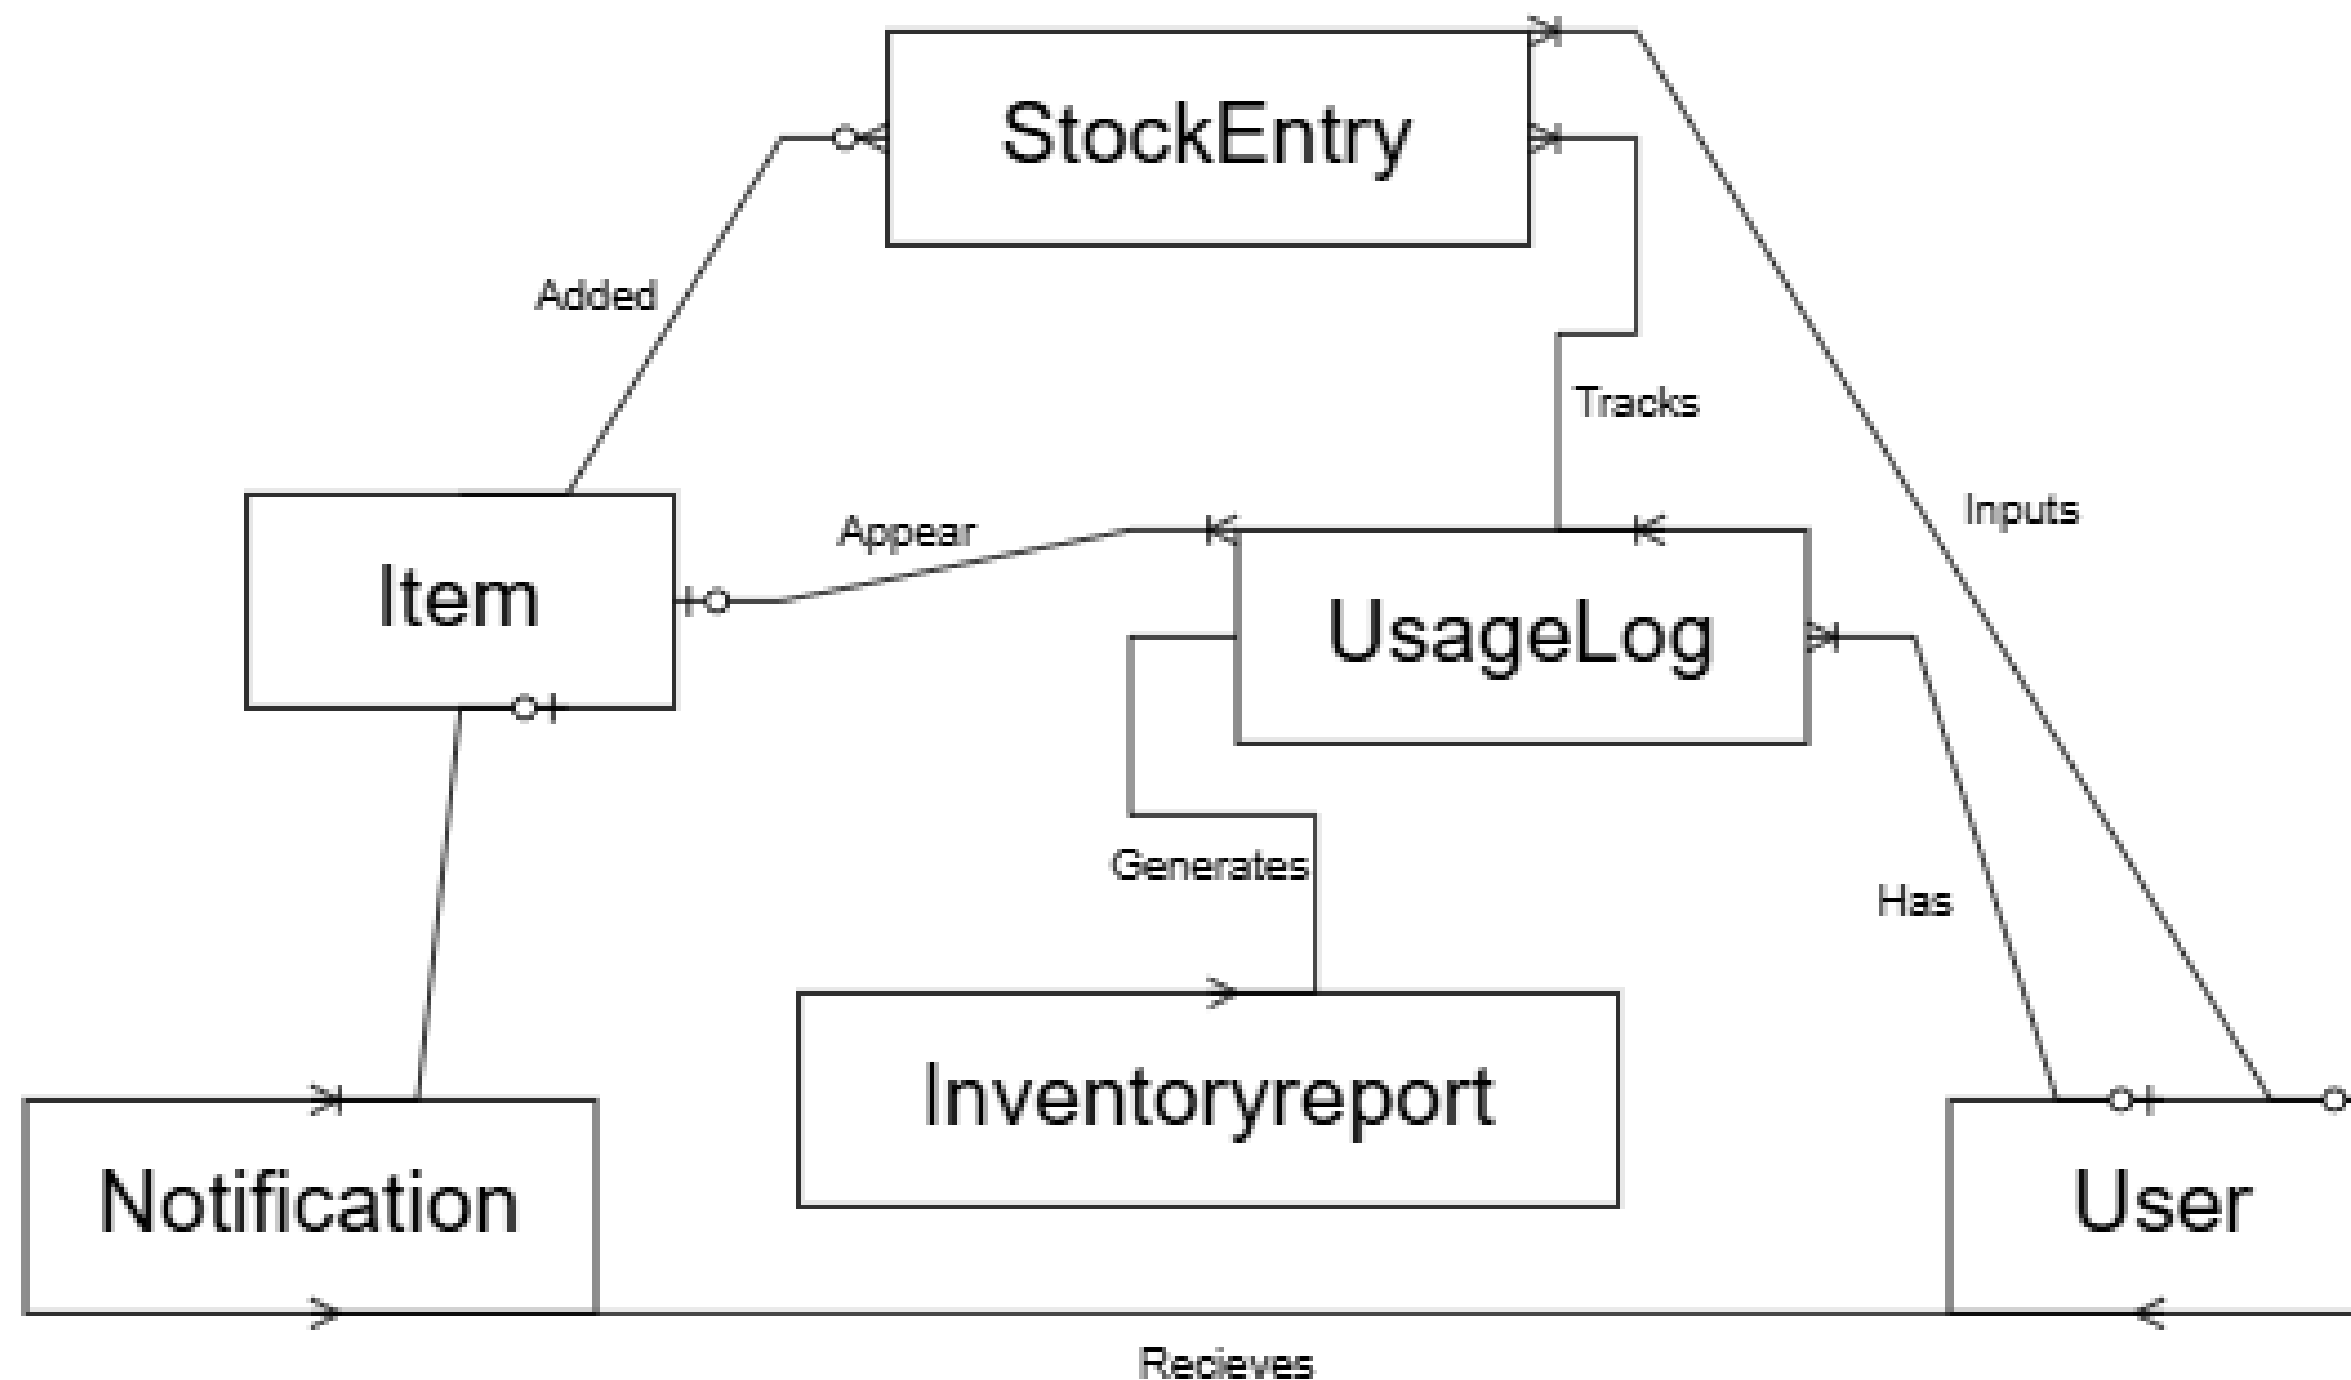 StockEntry
Added
Tracks
Inputs
Appear
Item
UsageLog
Generates
Has
Inventoryreport
Notification
User
Recieves